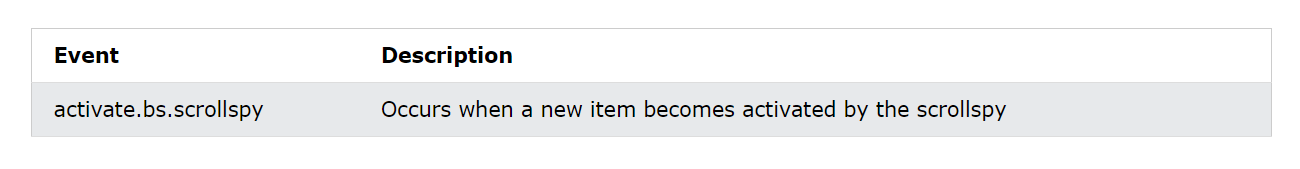 Event Description
activate.bs.scrollspy Occurs when a new item becomes activated by the scrollspy